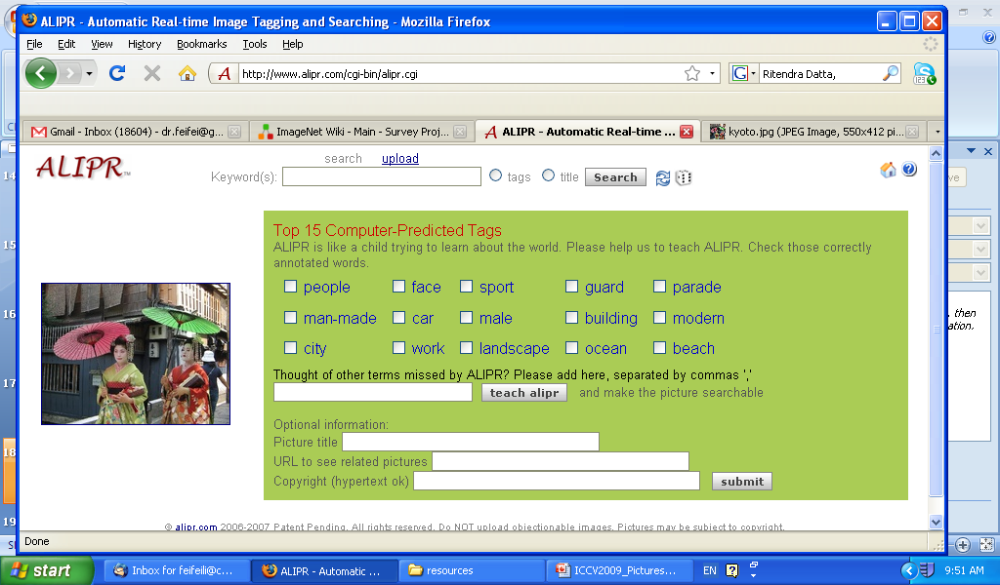 ALIPR - Automatic Real-time Image Tagging and Searching - Mozilla Firefox
File Edit View History Bookmarks Tools Help
http://www.alipr.com/cgi-bin/alipr.cgi
Ritendra Datta,
Gmail - Inbox (18604) - dr.feifei@g...
ImageNet Wiki - Main - Survey Proj...
ALIPR - Automatic Real-time ...
kyoto.jpg (JPEG Image, 550x412 pi...
ALIPR™
search upload
Keyword(s): tags title Search
Top 15 Computer-Predicted Tags
ALIPR is like a child trying to learn about the world. Please help us to teach ALIPR. Check those correctly
annotated words.
people face sport guard parade
man-made car male building modern
city work landscape ocean beach
Thought of other terms missed by ALIPR? Please add here, separated by commas ','
teach alipr and make the picture searchable
Optional information:
Picture title
URL to see related pictures
Copyright (hypertext ok) submit
© alipr.com 2006-2007 Patent Pending. All rights reserved. Do NOT upload objectionable images. Pictures may be subject to copyright.
Done
14
15
16
17
18
19
, then
ation.
start
Inbox for feifeili@c...
ALIPR - Automatic ...
resources
ICCV2009_Pictures...
EN
9:51 AM